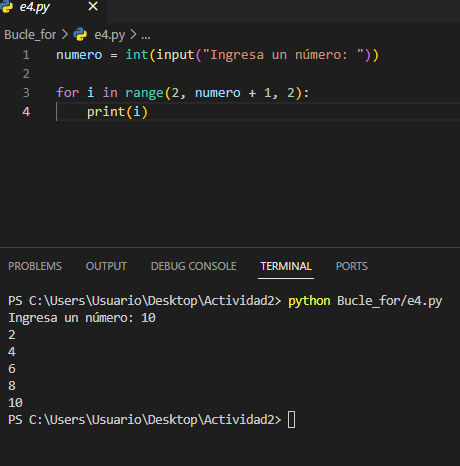 e4.py
Bucle_for > e4.py > ...
1 numero = int(input("Ingresa un número: "))
2
3 for i in range(2, numero + 1, 2):
4     print(i)
PROBLEMS OUTPUT DEBUG CONSOLE TERMINAL PORTS
PS C:\Users\Usuario\Desktop\Actividad2> python Bucle_for/e4.py
Ingresa un número: 10
2
4
6
8
10
PS C:\Users\Usuario\Desktop\Actividad2>